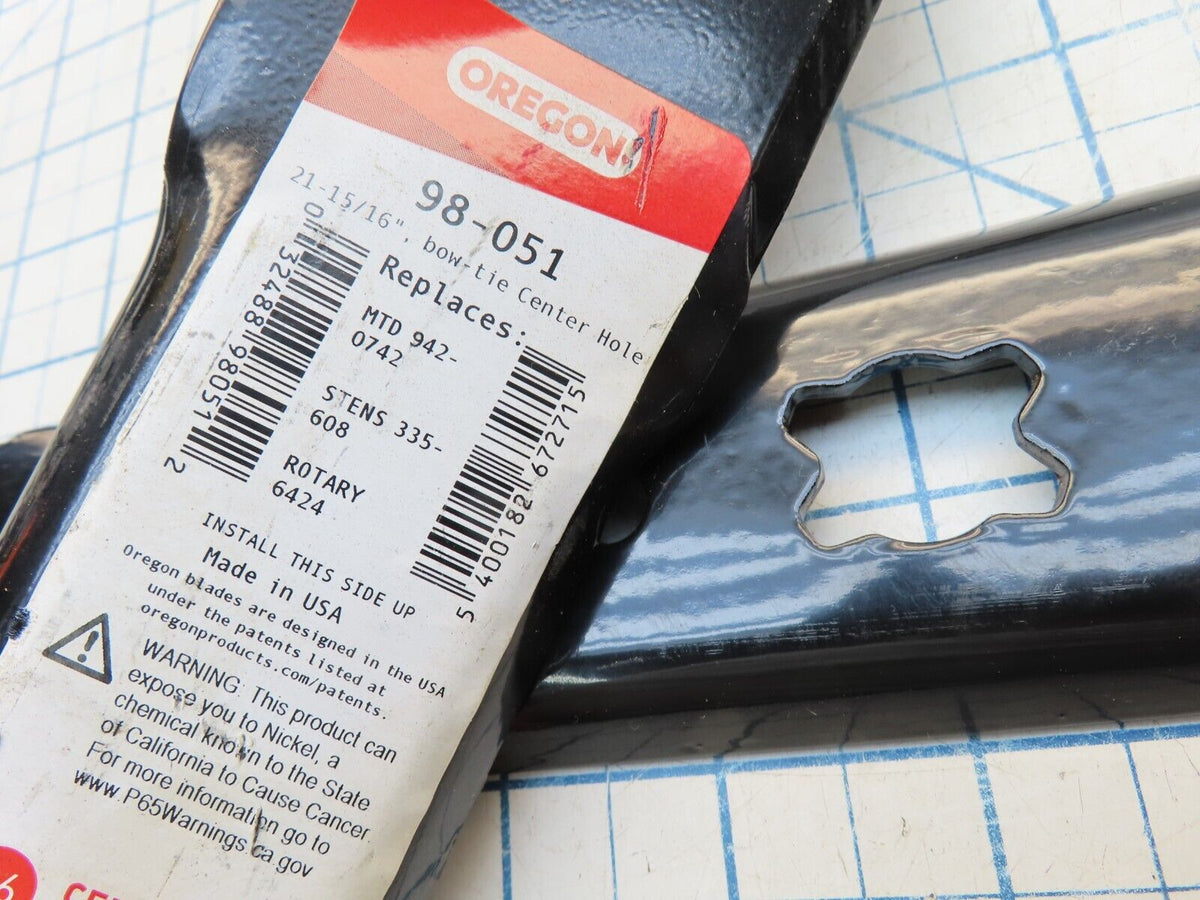 OREGON
98-051
21-15/16", bow-tie Center Hole
Replaces:
MTD 942-
0742
STENS 335-
608
ROTARY
6424
0 32488 98051 2
5 400182 672715
INSTALL THIS SIDE UP
Made in USA
Oregon blades are designed in the USA
under the patents listed at
oregonproducts.com/patents.
WARNING: This product can
expose you to Nickel, a
chemical known to the State
of California to Cause Cancer
For more information go to
www.P65Warnings.ca.gov
6